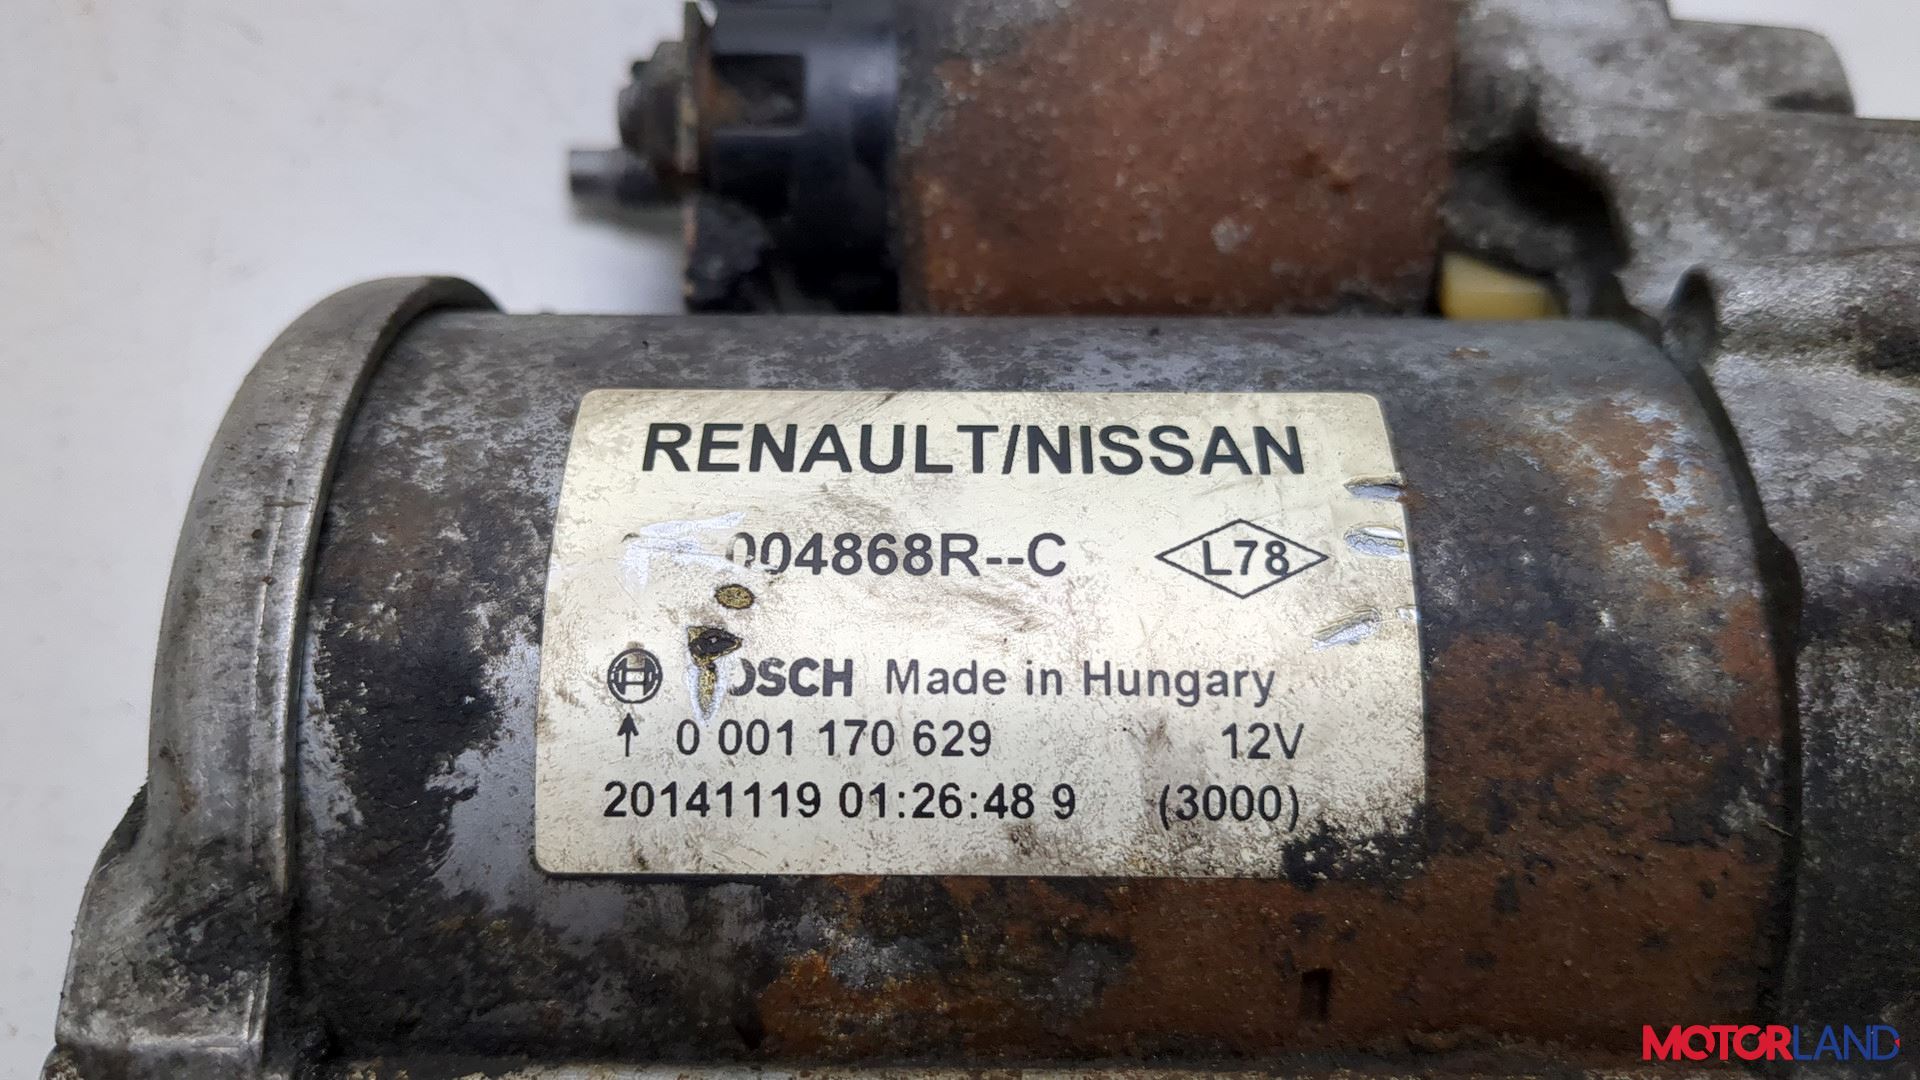 RENAULT/NISSAN
004868R--C
L78
Made in Hungary
0 001 170 629 12V
20141119 01:26:48 9 (3000)
MOTORLAND